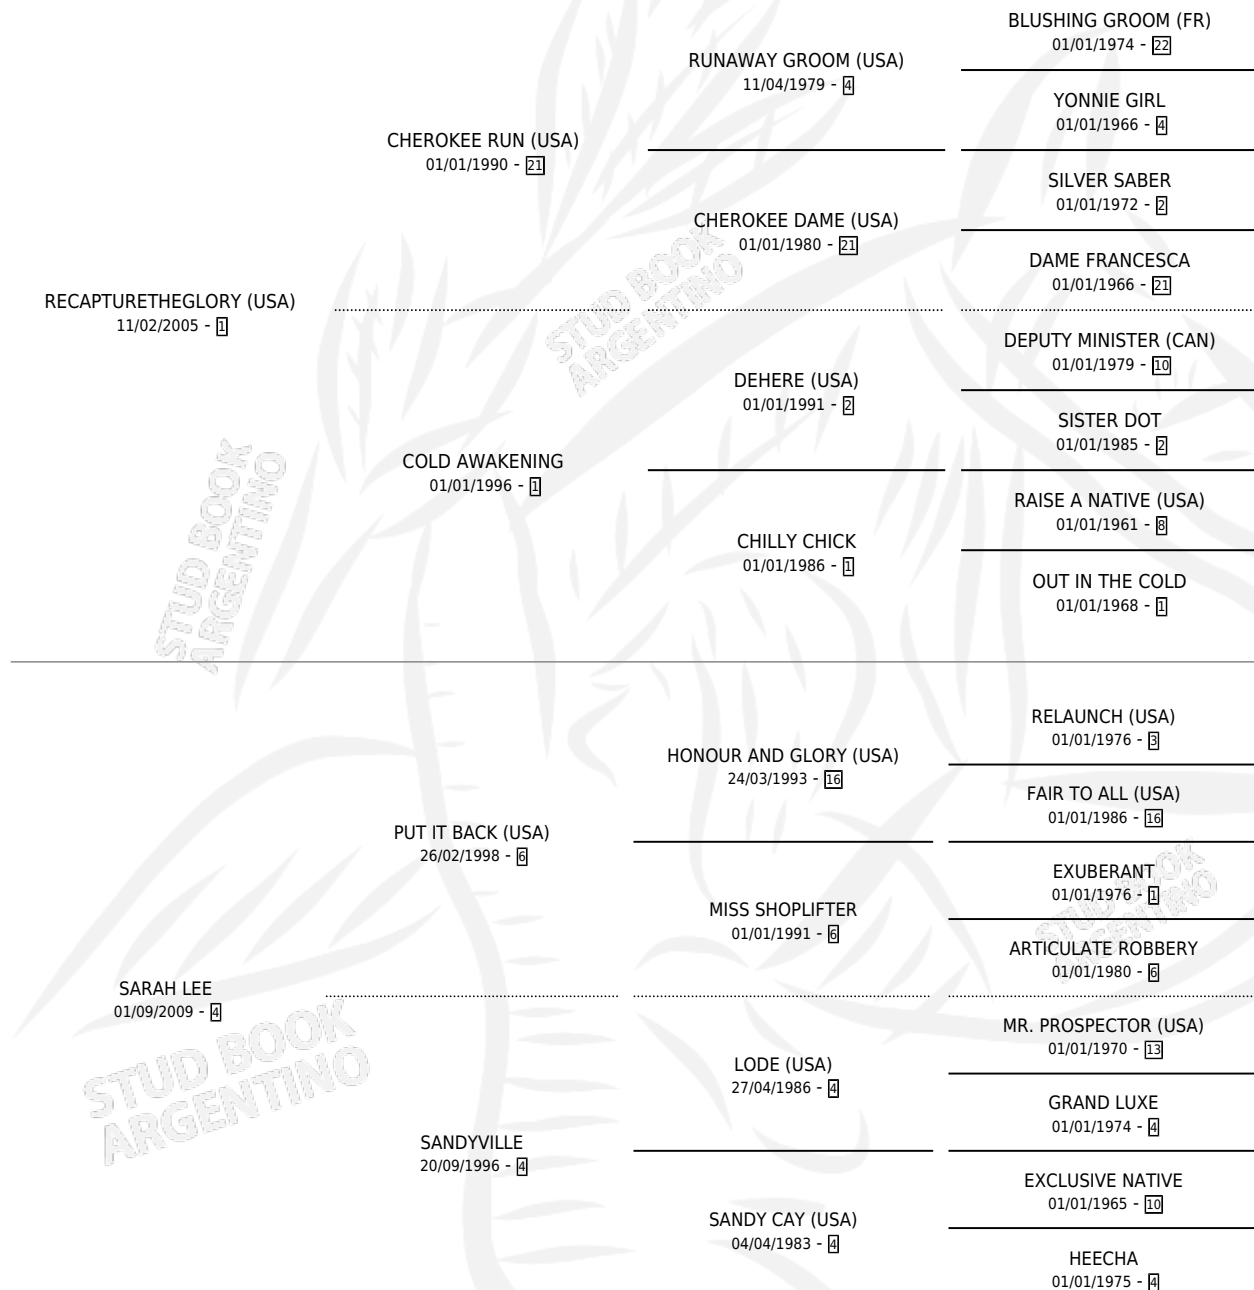 BLUSHING GROOM (FR)
01/01/1974 - 22
RUNAWAY GROOM (USA)
11/04/1979 - 4
YONNIE GIRL
01/01/1966 - 4
CHEROKEE RUN (USA)
01/01/1990 - 21
SILVER SABER
01/01/1972 - 2
CHEROKEE DAME (USA)
01/01/1980 - 21
DAME FRANCESCA
01/01/1966 - 21
RECAPTURETHEGLORY (USA)
11/02/2005 - 1
DEPUTY MINISTER (CAN)
01/01/1979 - 10
DEHERE (USA)
01/01/1991 - 2
SISTER DOT
01/01/1985 - 2
COLD AWAKENING
01/01/1996 - 1
RAISE A NATIVE (USA)
01/01/1961 - 8
CHILLY CHICK
01/01/1986 - 1
OUT IN THE COLD
01/01/1968 - 1
RELAUNCH (USA)
01/01/1976 - 3
HONOUR AND GLORY (USA)
24/03/1993 - 16
FAIR TO ALL (USA)
01/01/1986 - 16
PUT IT BACK (USA)
26/02/1998 - 6
EXUBERANT
01/01/1976 - 1
MISS SHOPLIFTER
01/01/1991 - 6
ARTICULATE ROBBERY
01/01/1980 - 6
SARAH LEE
01/09/2009 - 4
MR. PROSPECTOR (USA)
01/01/1970 - 13
LODE (USA)
27/04/1986 - 4
GRAND LUXE
01/01/1974 - 4
SANDYVILLE
20/09/1996 - 4
EXCLUSIVE NATIVE
01/01/1965 - 10
SANDY CAY (USA)
04/04/1983 - 4
HEECHA
01/01/1975 - 4
STUD BOOK
ARGENTINO
STUD BOOK
ARGENTINO
STUD BOOK
ARGENTINO
STUD BOOK
ARGENTINO